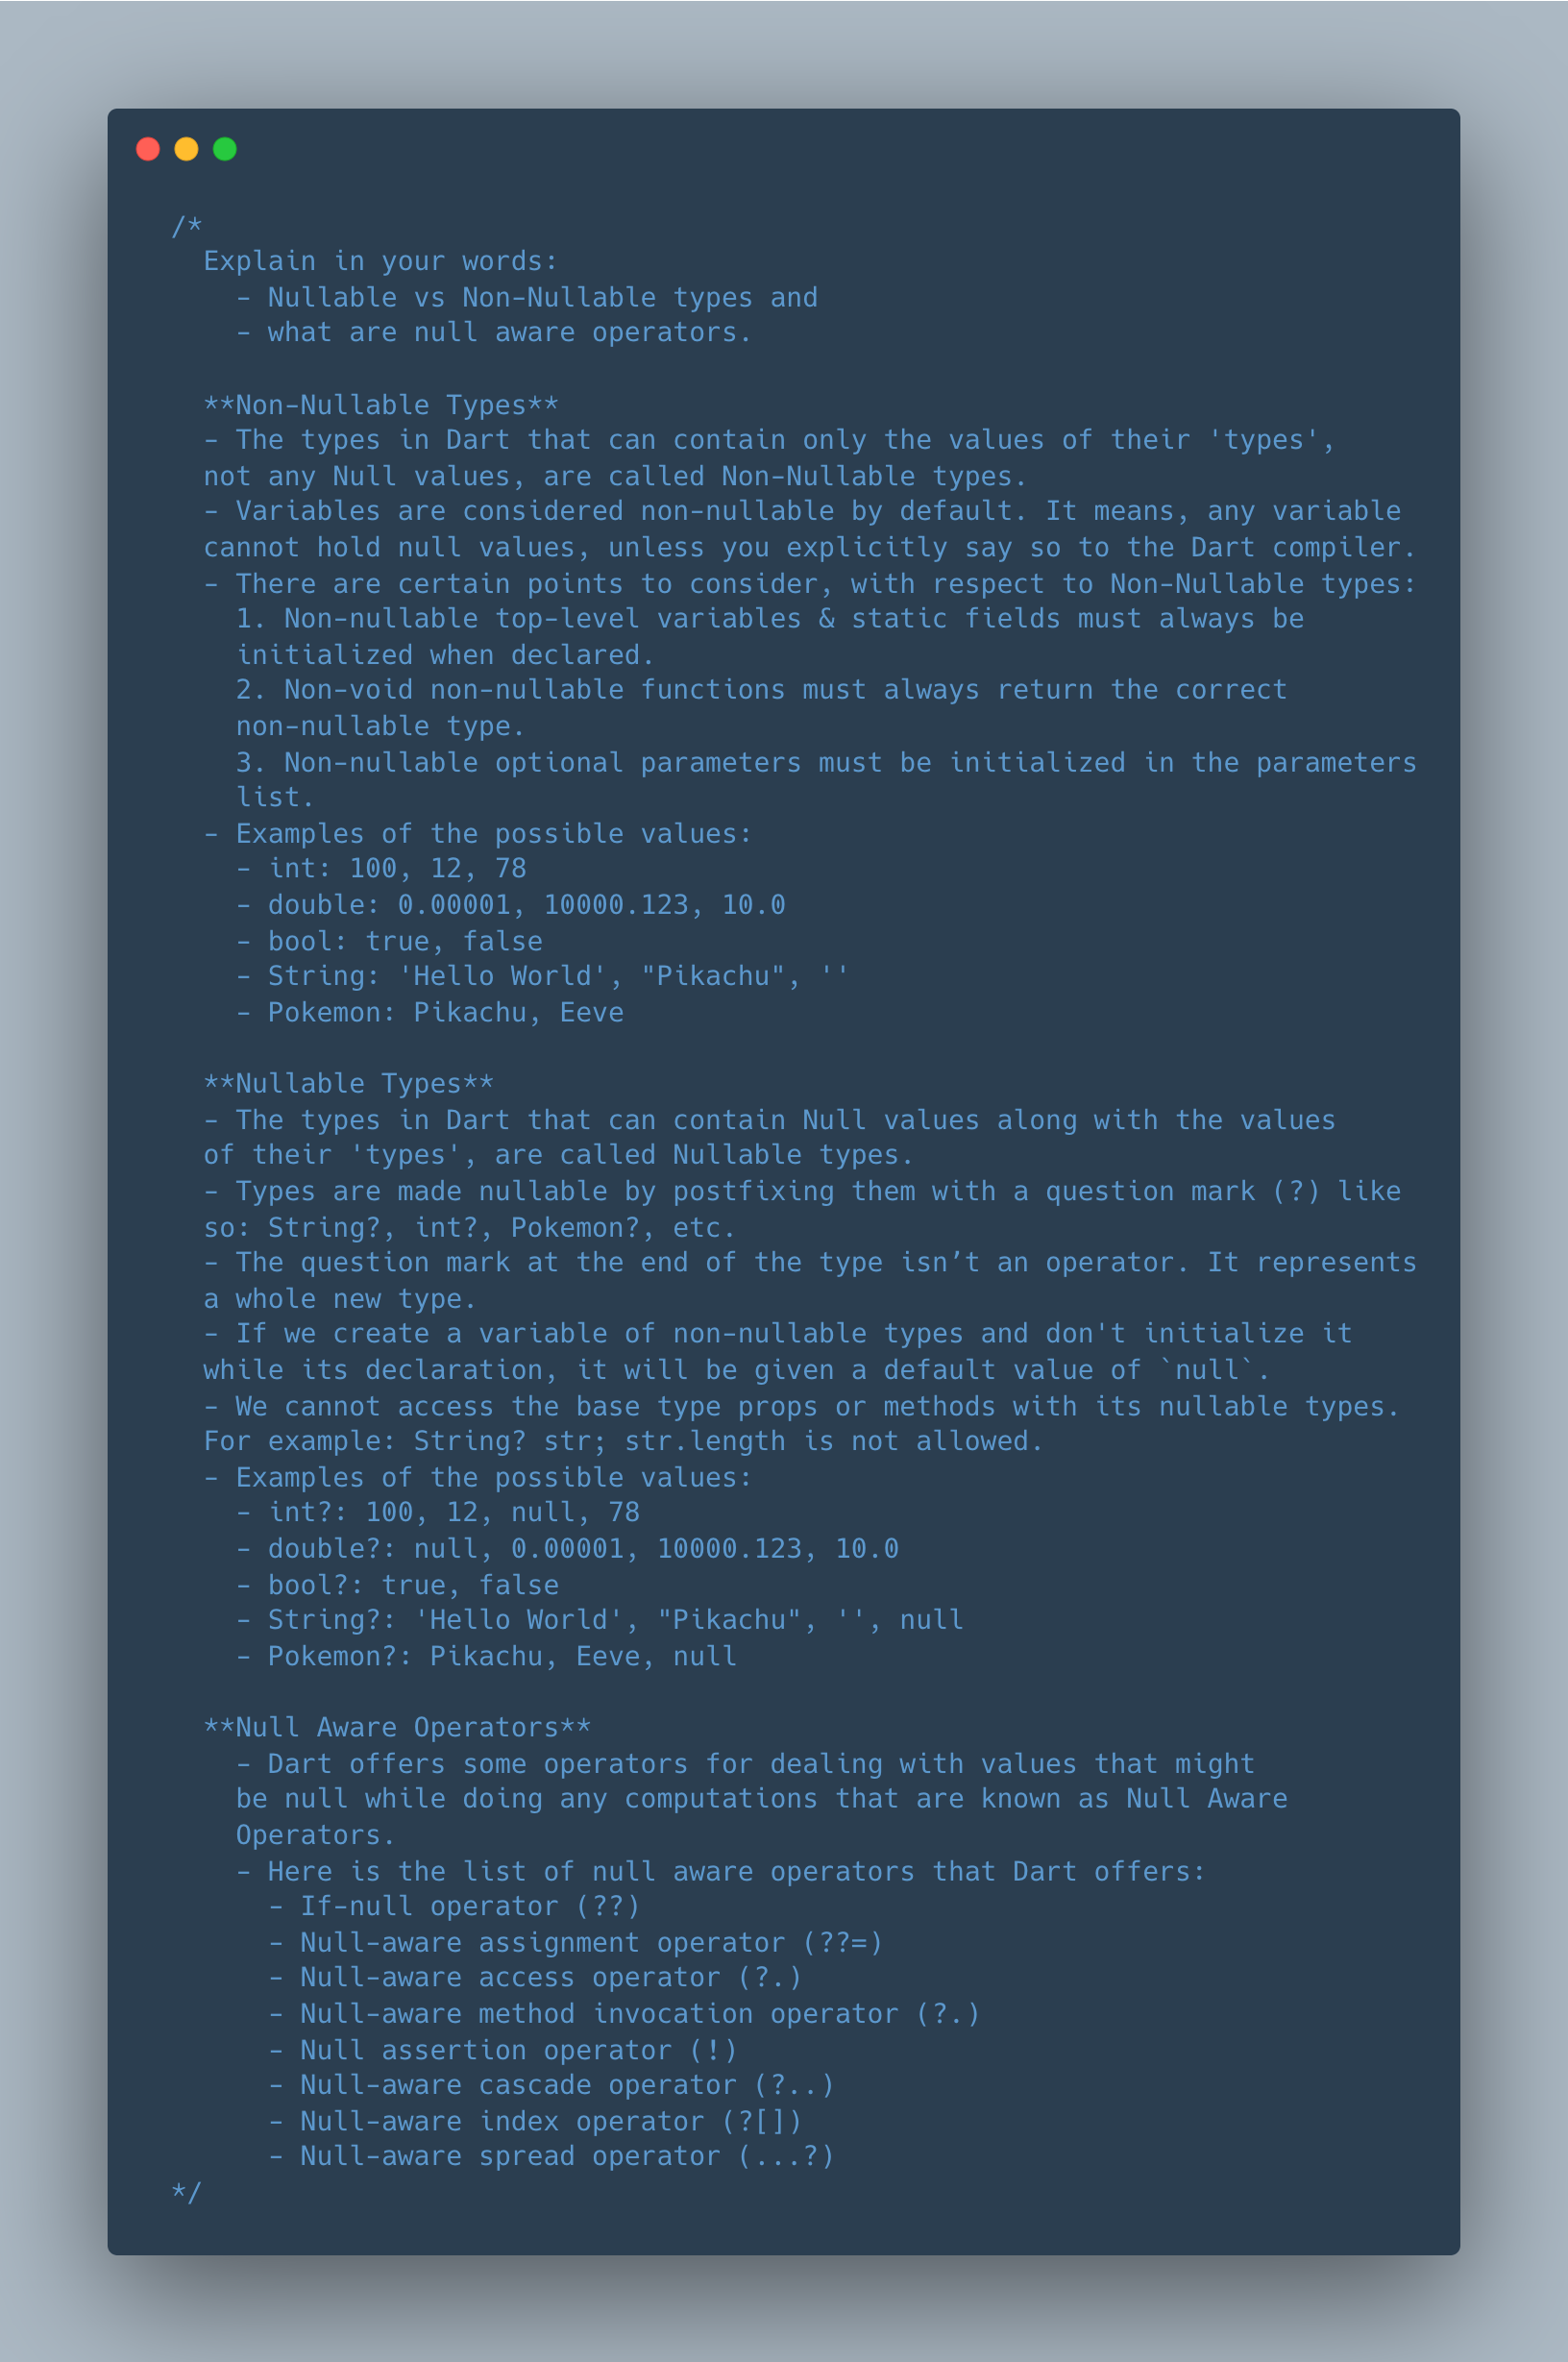 /*
Explain in your words:
- Nullable vs Non-Nullable types and
- what are null aware operators.
**Non-Nullable Types**
- The types in Dart that can contain only the values of their 'types',
not any Null values, are called Non-Nullable types.
- Variables are considered non-nullable by default. It means, any variable
cannot hold null values, unless you explicitly say so to the Dart compiler.
- There are certain points to consider, with respect to Non-Nullable types:
1. Non-nullable top-level variables & static fields must always be
initialized when declared.
2. Non-void non-nullable functions must always return the correct
non-nullable type.
3. Non-nullable optional parameters must be initialized in the parameters
list.
- Examples of the possible values:
- int: 100, 12, 78
- double: 0.00001, 10000.123, 10.0
- bool: true, false
- String: 'Hello World', "Pikachu", ''
- Pokemon: Pikachu, Eeve
**Nullable Types**
- The types in Dart that can contain Null values along with the values
of their 'types', are called Nullable types.
- Types are made nullable by postfixing them with a question mark (?) like
so: String?, int?, Pokemon?, etc.
- The question mark at the end of the type isn’t an operator. It represents
a whole new type.
- If we create a variable of non-nullable types and don't initialize it
while its declaration, it will be given a default value of `null`.
- We cannot access the base type props or methods with its nullable types.
For example: String? str; str.length is not allowed.
- Examples of the possible values:
- int?: 100, 12, null, 78
- double?: null, 0.00001, 10000.123, 10.0
- bool?: true, false
- String?: 'Hello World', "Pikachu", '', null
- Pokemon?: Pikachu, Eeve, null
**Null Aware Operators**
- Dart offers some operators for dealing with values that might
be null while doing any computations that are known as Null Aware
Operators.
- Here is the list of null aware operators that Dart offers:
- If-null operator (??)
- Null-aware assignment operator (??=)
- Null-aware access operator (?.)
- Null-aware method invocation operator (?.)
- Null assertion operator (!)
- Null-aware cascade operator (?..)
- Null-aware index operator (?[])
- Null-aware spread operator (...?)
*/